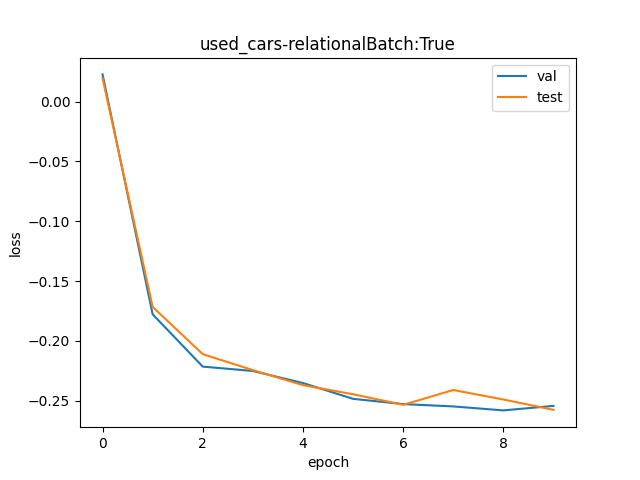 used_cars-relationalBatch:True
val
test
0.00
−0.05
−0.10
−0.15
−0.20
−0.25
loss
0 2 4 6 8
epoch